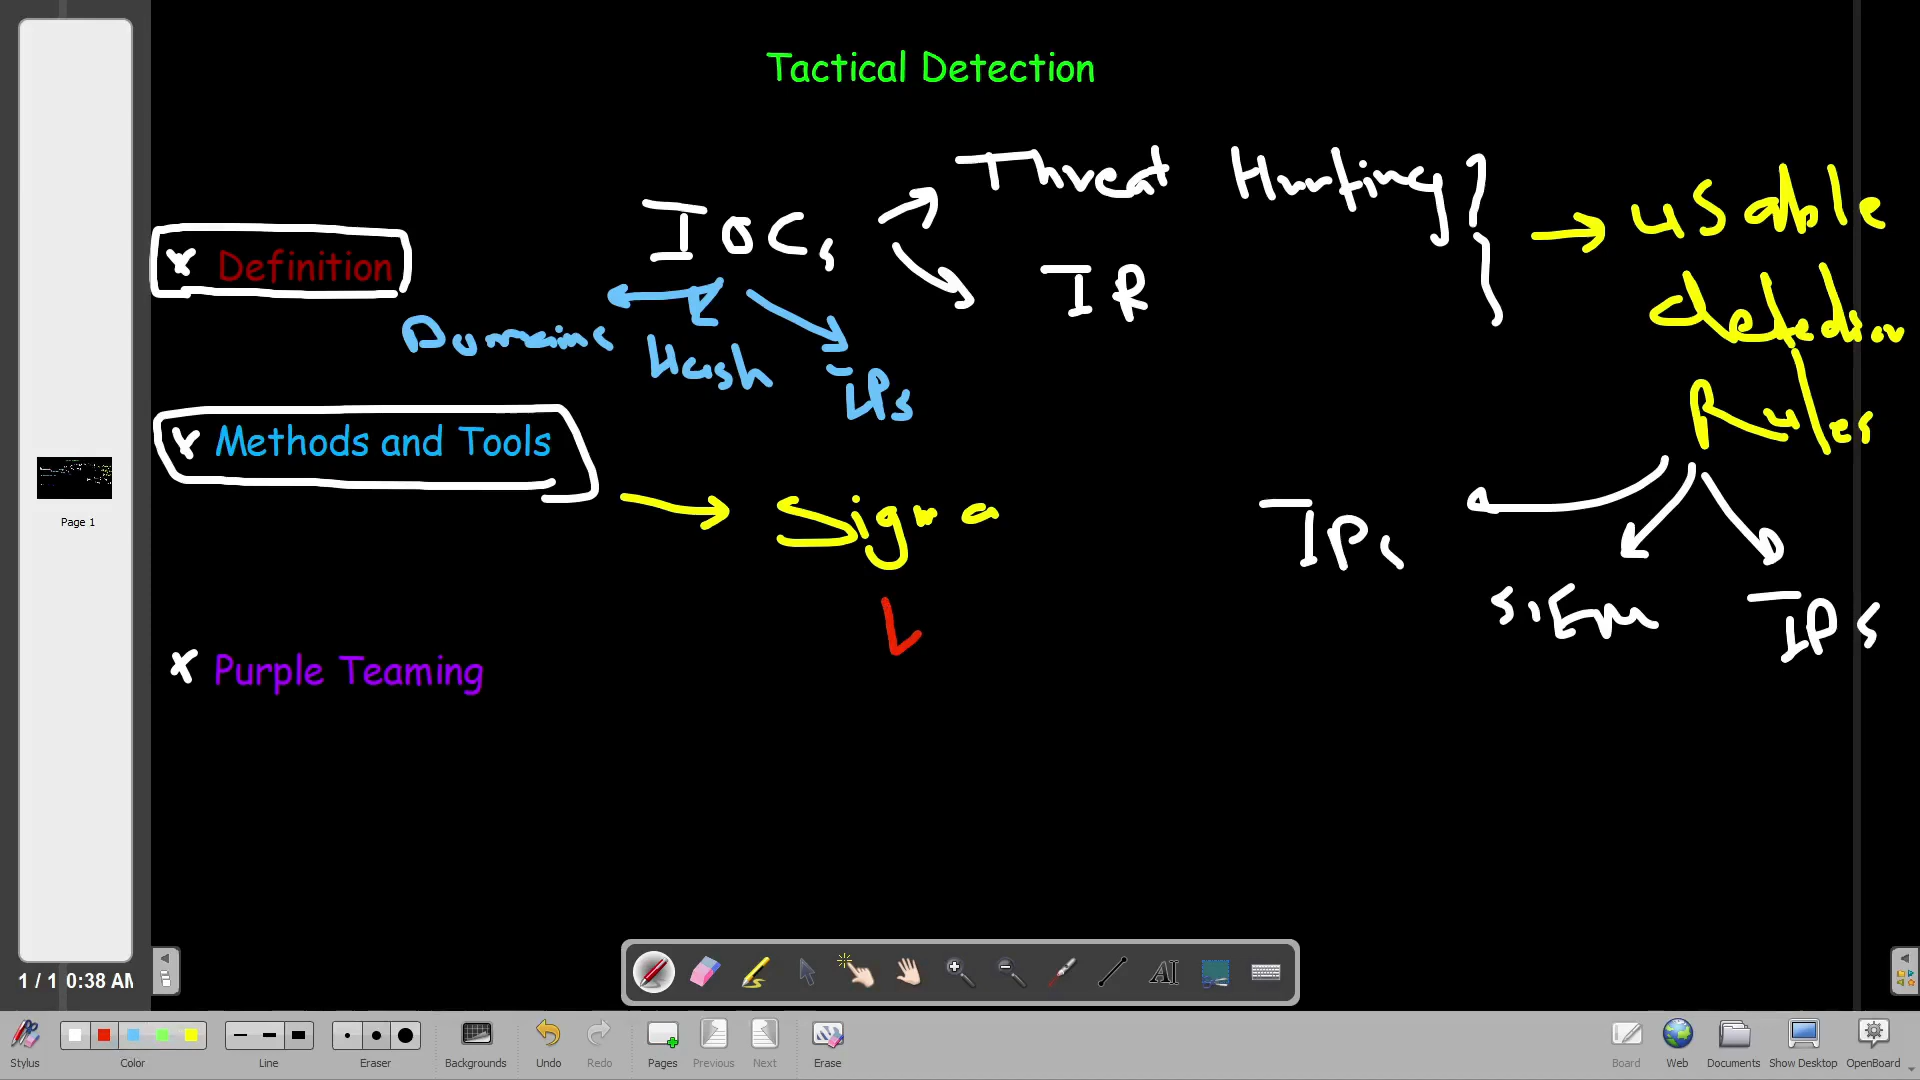 Tactical Detection
Threat Hunting
IOCs
IR
usable
detection
Rules
Definition
Domains
Hash
IPs
Methods and Tools
Sigma
IPs
SIEM
IPS
Purple Teaming
Page 1
1 / 1 0:38 AM
AI
Stylus
Color
Line
Eraser
Backgrounds
Undo
Redo
Pages
Previous
Next
Erase
Board
Web
Documents
Show Desktop
OpenBoard